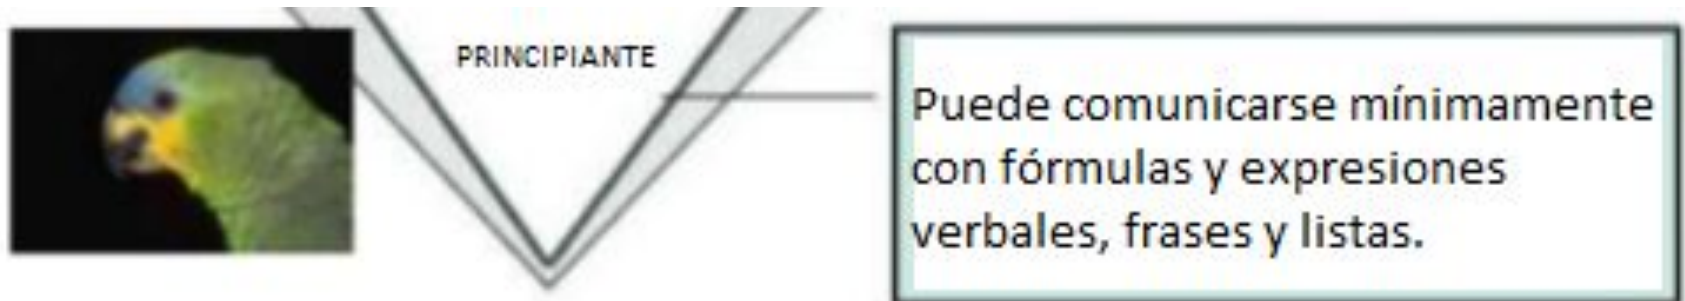 PRINCIPIANTE
Puede comunicarse mínimamente
con fórmulas y expresiones
verbales, frases y listas.